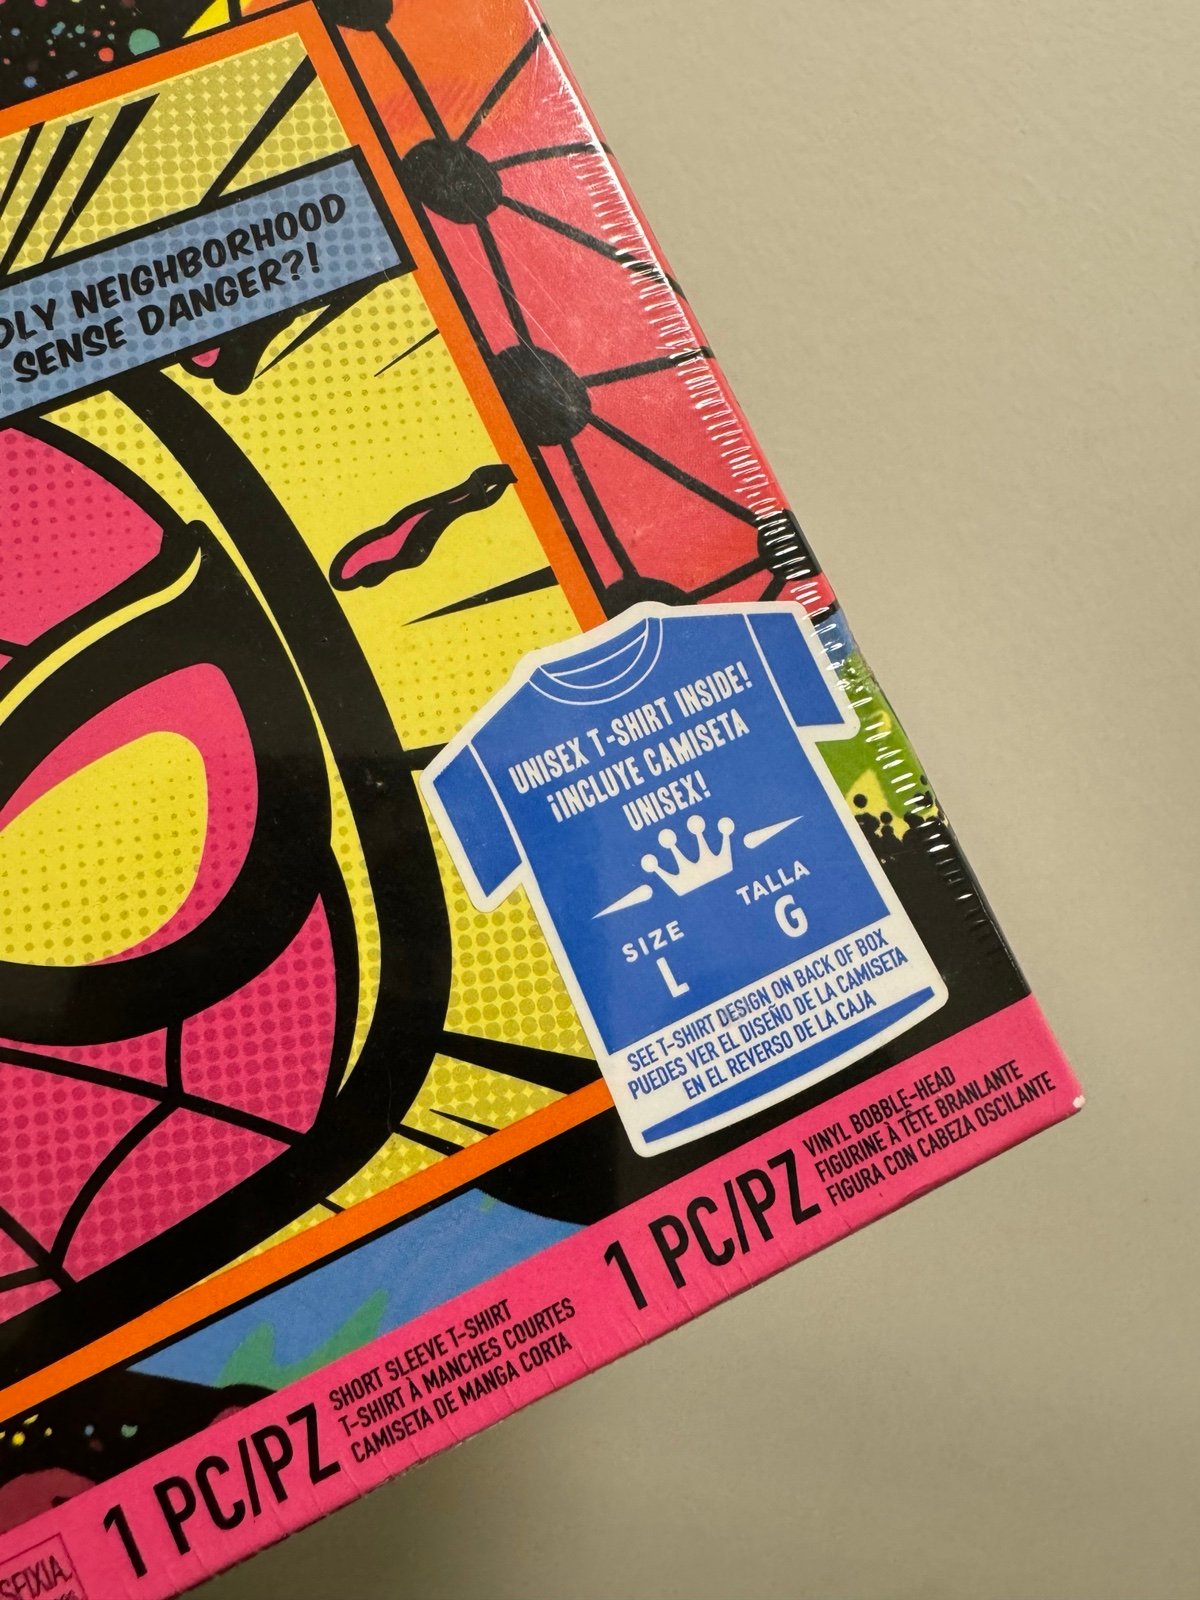 NEIGHBORHOOD
SENSE DANGER?!
UNISEX T-SHIRT INSIDE!
¡INCLUYE CAMISETA
UNISEX!
SIZE
L
TALLA
G
SEE T-SHIRT DESIGN ON BACK OF BOX
PUEDES VER EL DISEÑO DE LA CAMISETA
EN EL REVERSO DE LA CAJA
1 PC/PZ
VINYL BOBBLE-HEAD
FIGURINE À TÊTE BRANLANTE
FIGURA CON CABEZA OSCILANTE
1 PC/PZ
SHORT SLEEVE T-SHIRT
T-SHIRT À MANCHES COURTES
CAMISETA DE MANGA CORTA